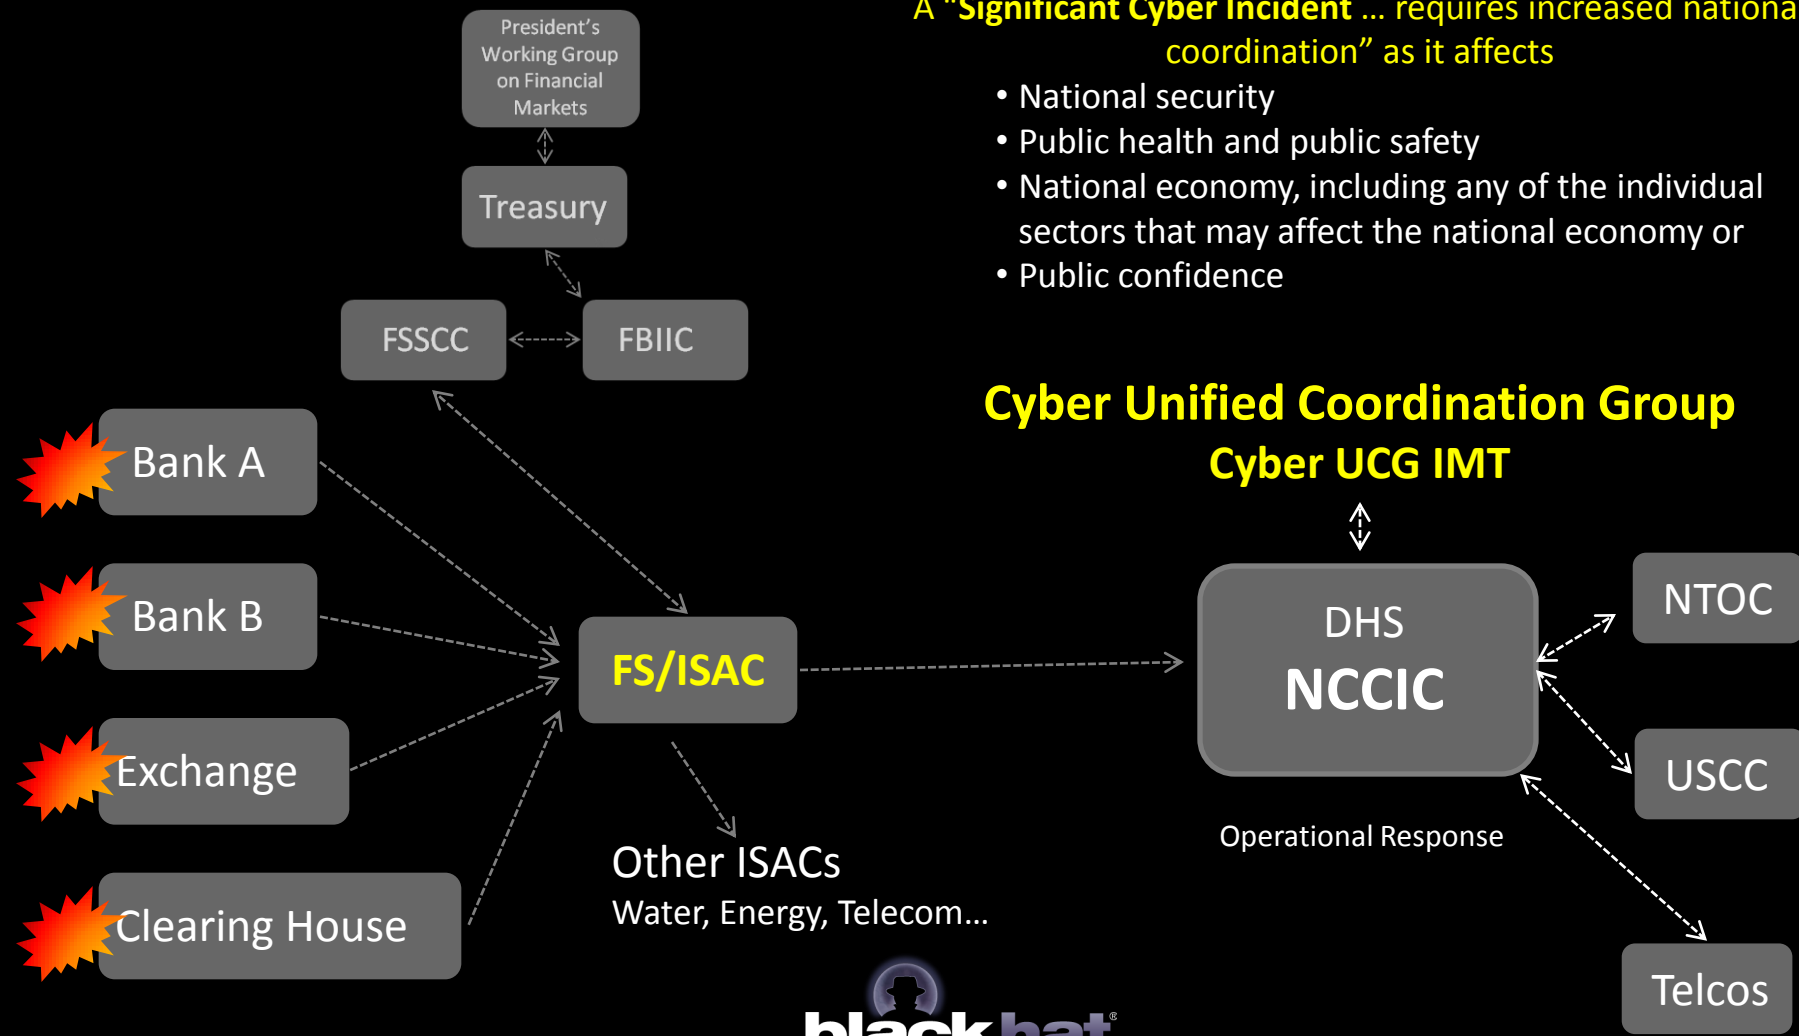 A "Significant Cyber Incident … requires increased national
coordination” as it affects
• National security
• Public health and public safety
• National economy, including any of the individual
sectors that may affect the national economy or
• Public confidence
President’s
Working Group
on Financial
Markets
Treasury
FSSCC
FBIIC
Cyber Unified Coordination Group
Cyber UCG IMT
Bank A
Bank B
Exchange
Clearing House
FS/ISAC
Other ISACs
Water, Energy, Telecom…
DHS
NCCIC
Operational Response
NTOC
USCC
Telcos
black hat®